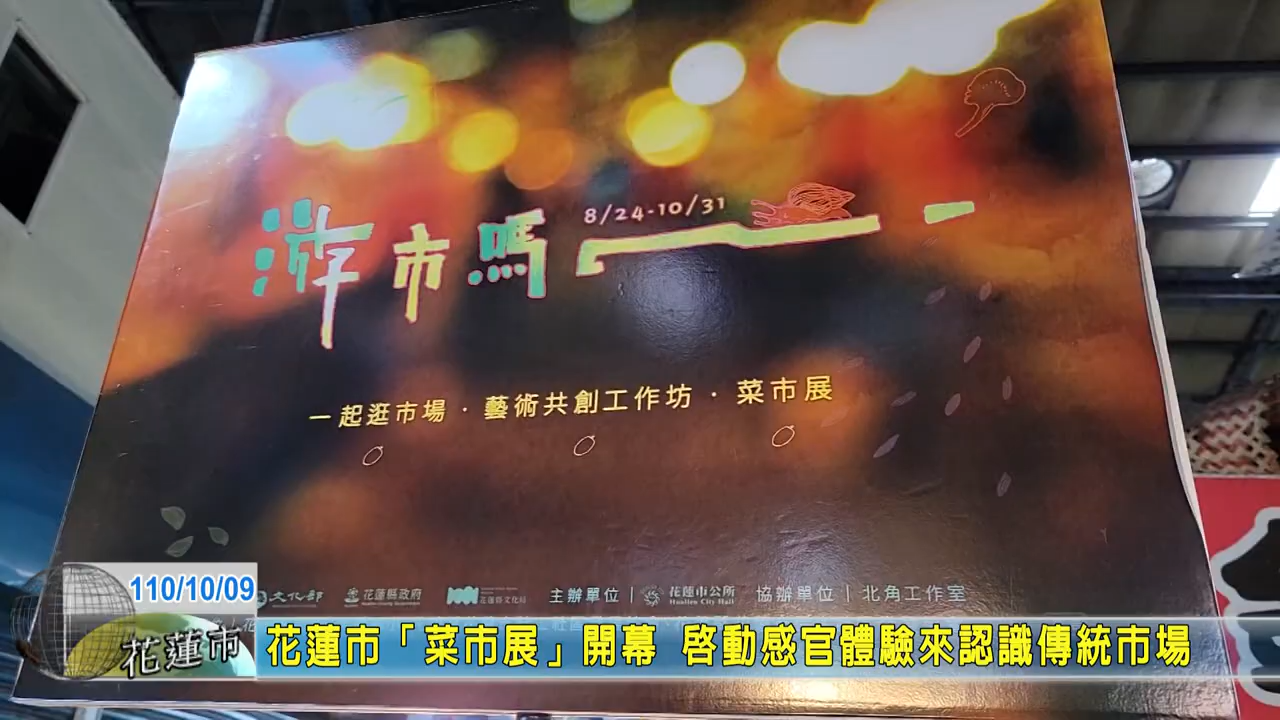 8/24-10/31
游市嗎
一起逛市場·藝術共創工作坊·菜市展
文化部 花蓮縣政府 花蓮縣文化局 主辦單位｜花蓮市公所 Hualien City Hall 協辦單位｜北角工作室
110/10/09
花蓮市
花蓮市「菜市展」開幕 啓動感官體驗來認識傳統市場